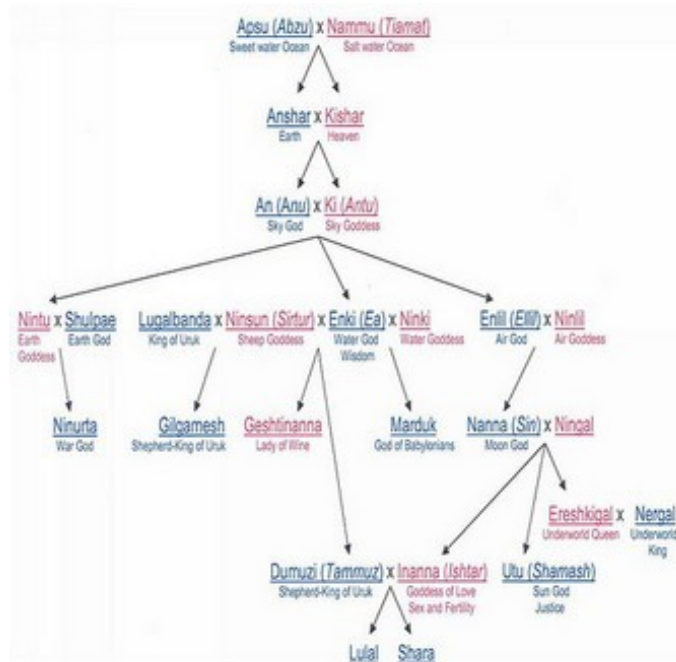 Apsu (Abzu) x Nammu (Tiamat)
Sweet water Ocean Salt water Ocean
Anshar x Kishar
Earth Heaven
An (Anu) x Ki (Antu)
Sky God Sky Goddess
Nintu x Shulpae Lugalbanda x Ninsun (Sirtur) x Enki (Ea) x Ninki Enlil (Ellil) x Ninlil
Earth Earth God King of Uruk Sheep Goddess Water God Water Goddess Air God Air Goddess
Goddess Wisdom
Ninurta Gilgamesh Geshtinanna Marduk Nanna (Sin) x Ningal
War God Shepherd-King of Uruk Lady of Wine God of Babylonians Moon God
Ereshkigal x Nergal
Underworld Queen Underworld
King
Dumuzi (Tammuz) x Inanna (Ishtar) Utu (Shamash)
Shepherd-King of Uruk Goddess of Love Sun God
Sex and Fertility Justice
Lulal Shara